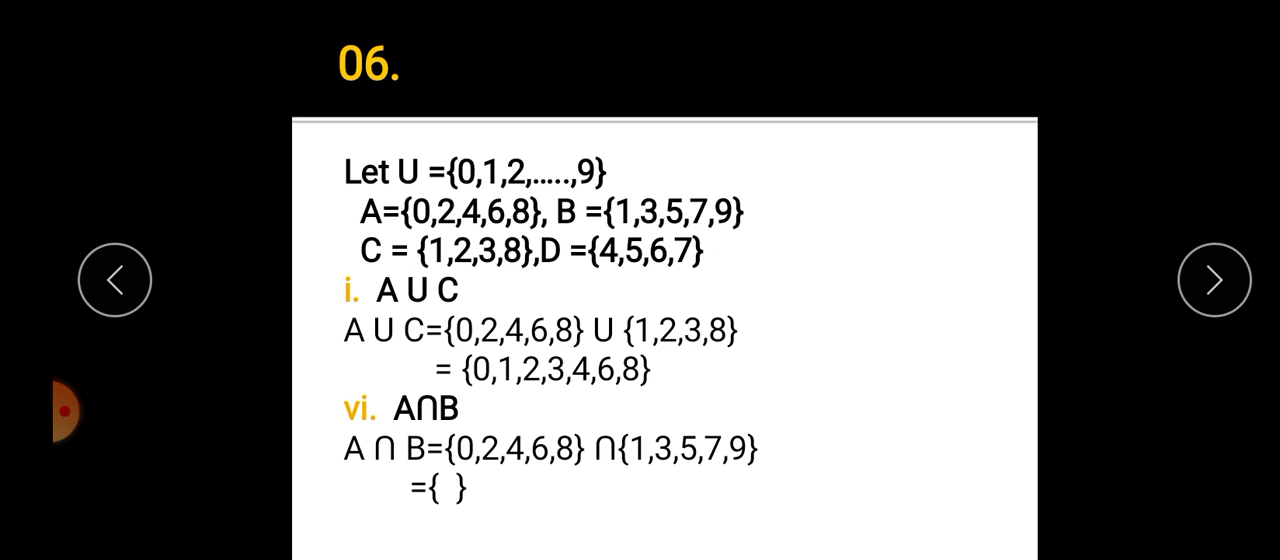 06.
Let U ={0,1,2,.....,9}
A={0,2,4,6,8}, B ={1,3,5,7,9}
C = {1,2,3,8},D ={4,5,6,7}
i. A U C
A U C={0,2,4,6,8} U {1,2,3,8}
= {0,1,2,3,4,6,8}
vi. A∩B
A ∩ B={0,2,4,6,8} ∩{1,3,5,7,9}
={ }